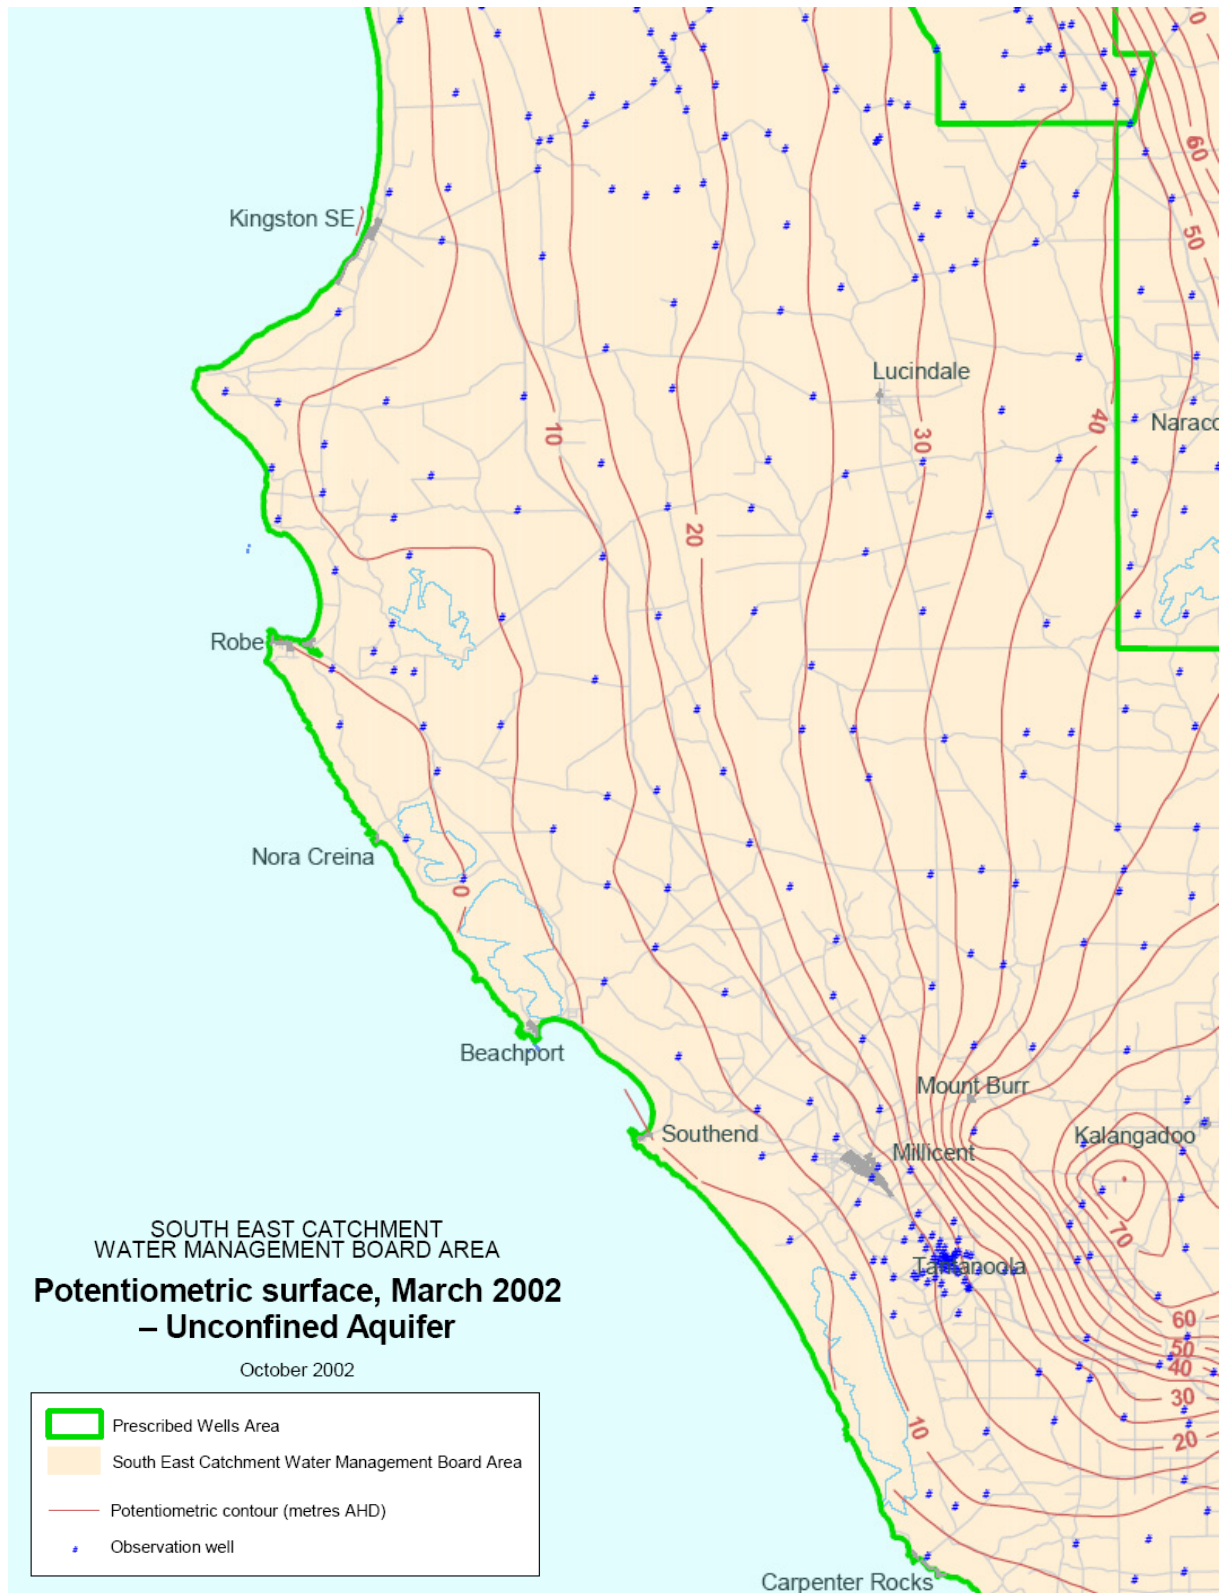 70
60
Kingston SE
50
Lucindale
40
Naracc
10
30
20
Robe
Nora Creina
0
Beachport
Mount Burr
Southend
Kalangadoo
Millicent
70
SOUTH EAST CATCHMENT
WATER MANAGEMENT BOARD AREA
Tantanoola
Potentiometric surface, March 2002
– Unconfined Aquifer
60
50
40
October 2002
30
10
20
Prescribed Wells Area
South East Catchment Water Management Board Area
Potentiometric contour (metres AHD)
Observation well
Carpenter Rocks